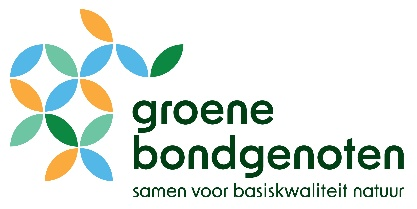 groene
bondgenoten
samen voor basiskwaliteit natuur